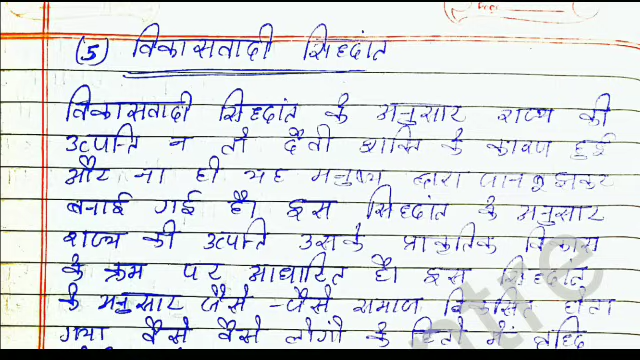 (5) विकासवादी सिद्धांत
विकासवादी सिद्धांत के अनुसार राज्य की
उत्पत्ति न तो दैवी शक्ति के कारण हुई
और ना ही यह मनुष्य द्वारा जान बुझकर
बनाई गई है। इस सिद्धांत के अनुसार
राज्य की उत्पत्ति उसके प्राकृतिक विकास
के क्रम पर आधारित है। इस सिद्धांत
के अनुसार जैसे - जैसे समाज विकसित होता
गया वैसे वैसे लोगों के हितों में वृद्धि